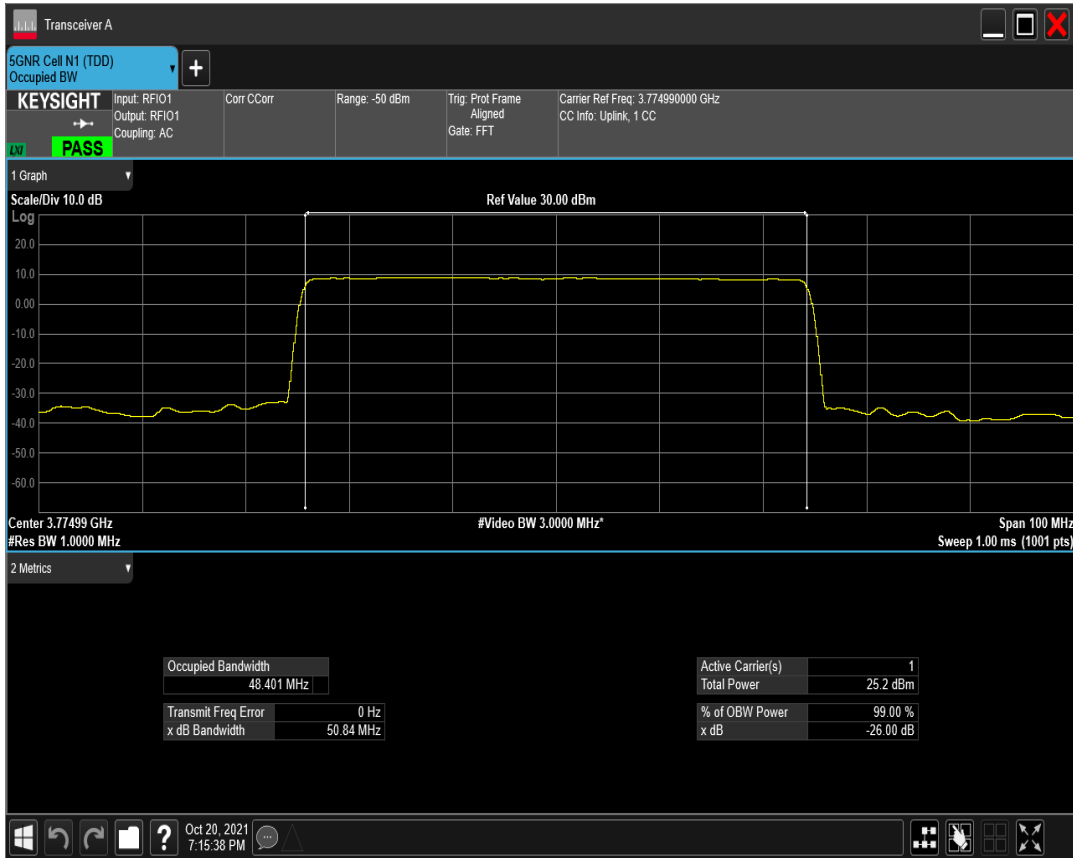 Transceiver A
5GNR Cell N1 (TDD)
Occupied BW
+
KEYSIGHT
LXI
PASS
Input: RFIO1
Output: RFIO1
Coupling: AC
Corr CCorr
Range: -50 dBm
Trig: Prot Frame
Aligned
Gate: FFT
Carrier Ref Freq: 3.774990000 GHz
CC Info: Uplink, 1 CC
1 Graph
Scale/Div 10.0 dB
Ref Value 30.00 dBm
Log
20.0
10.0
0.00
-10.0
-20.0
-30.0
-40.0
-50.0
-60.0
Center 3.77499 GHz
#Video BW 3.0000 MHz*
Span 100 MHz
#Res BW 1.0000 MHz
Sweep 1.00 ms (1001 pts)
2 Metrics
Occupied Bandwidth
48.401 MHz
Transmit Freq Error 0 Hz
x dB Bandwidth 50.84 MHz
Active Carrier(s) 1
Total Power 25.2 dBm
% of OBW Power 99.00 %
x dB -26.00 dB
?
Oct 20, 2021
7:15:38 PM